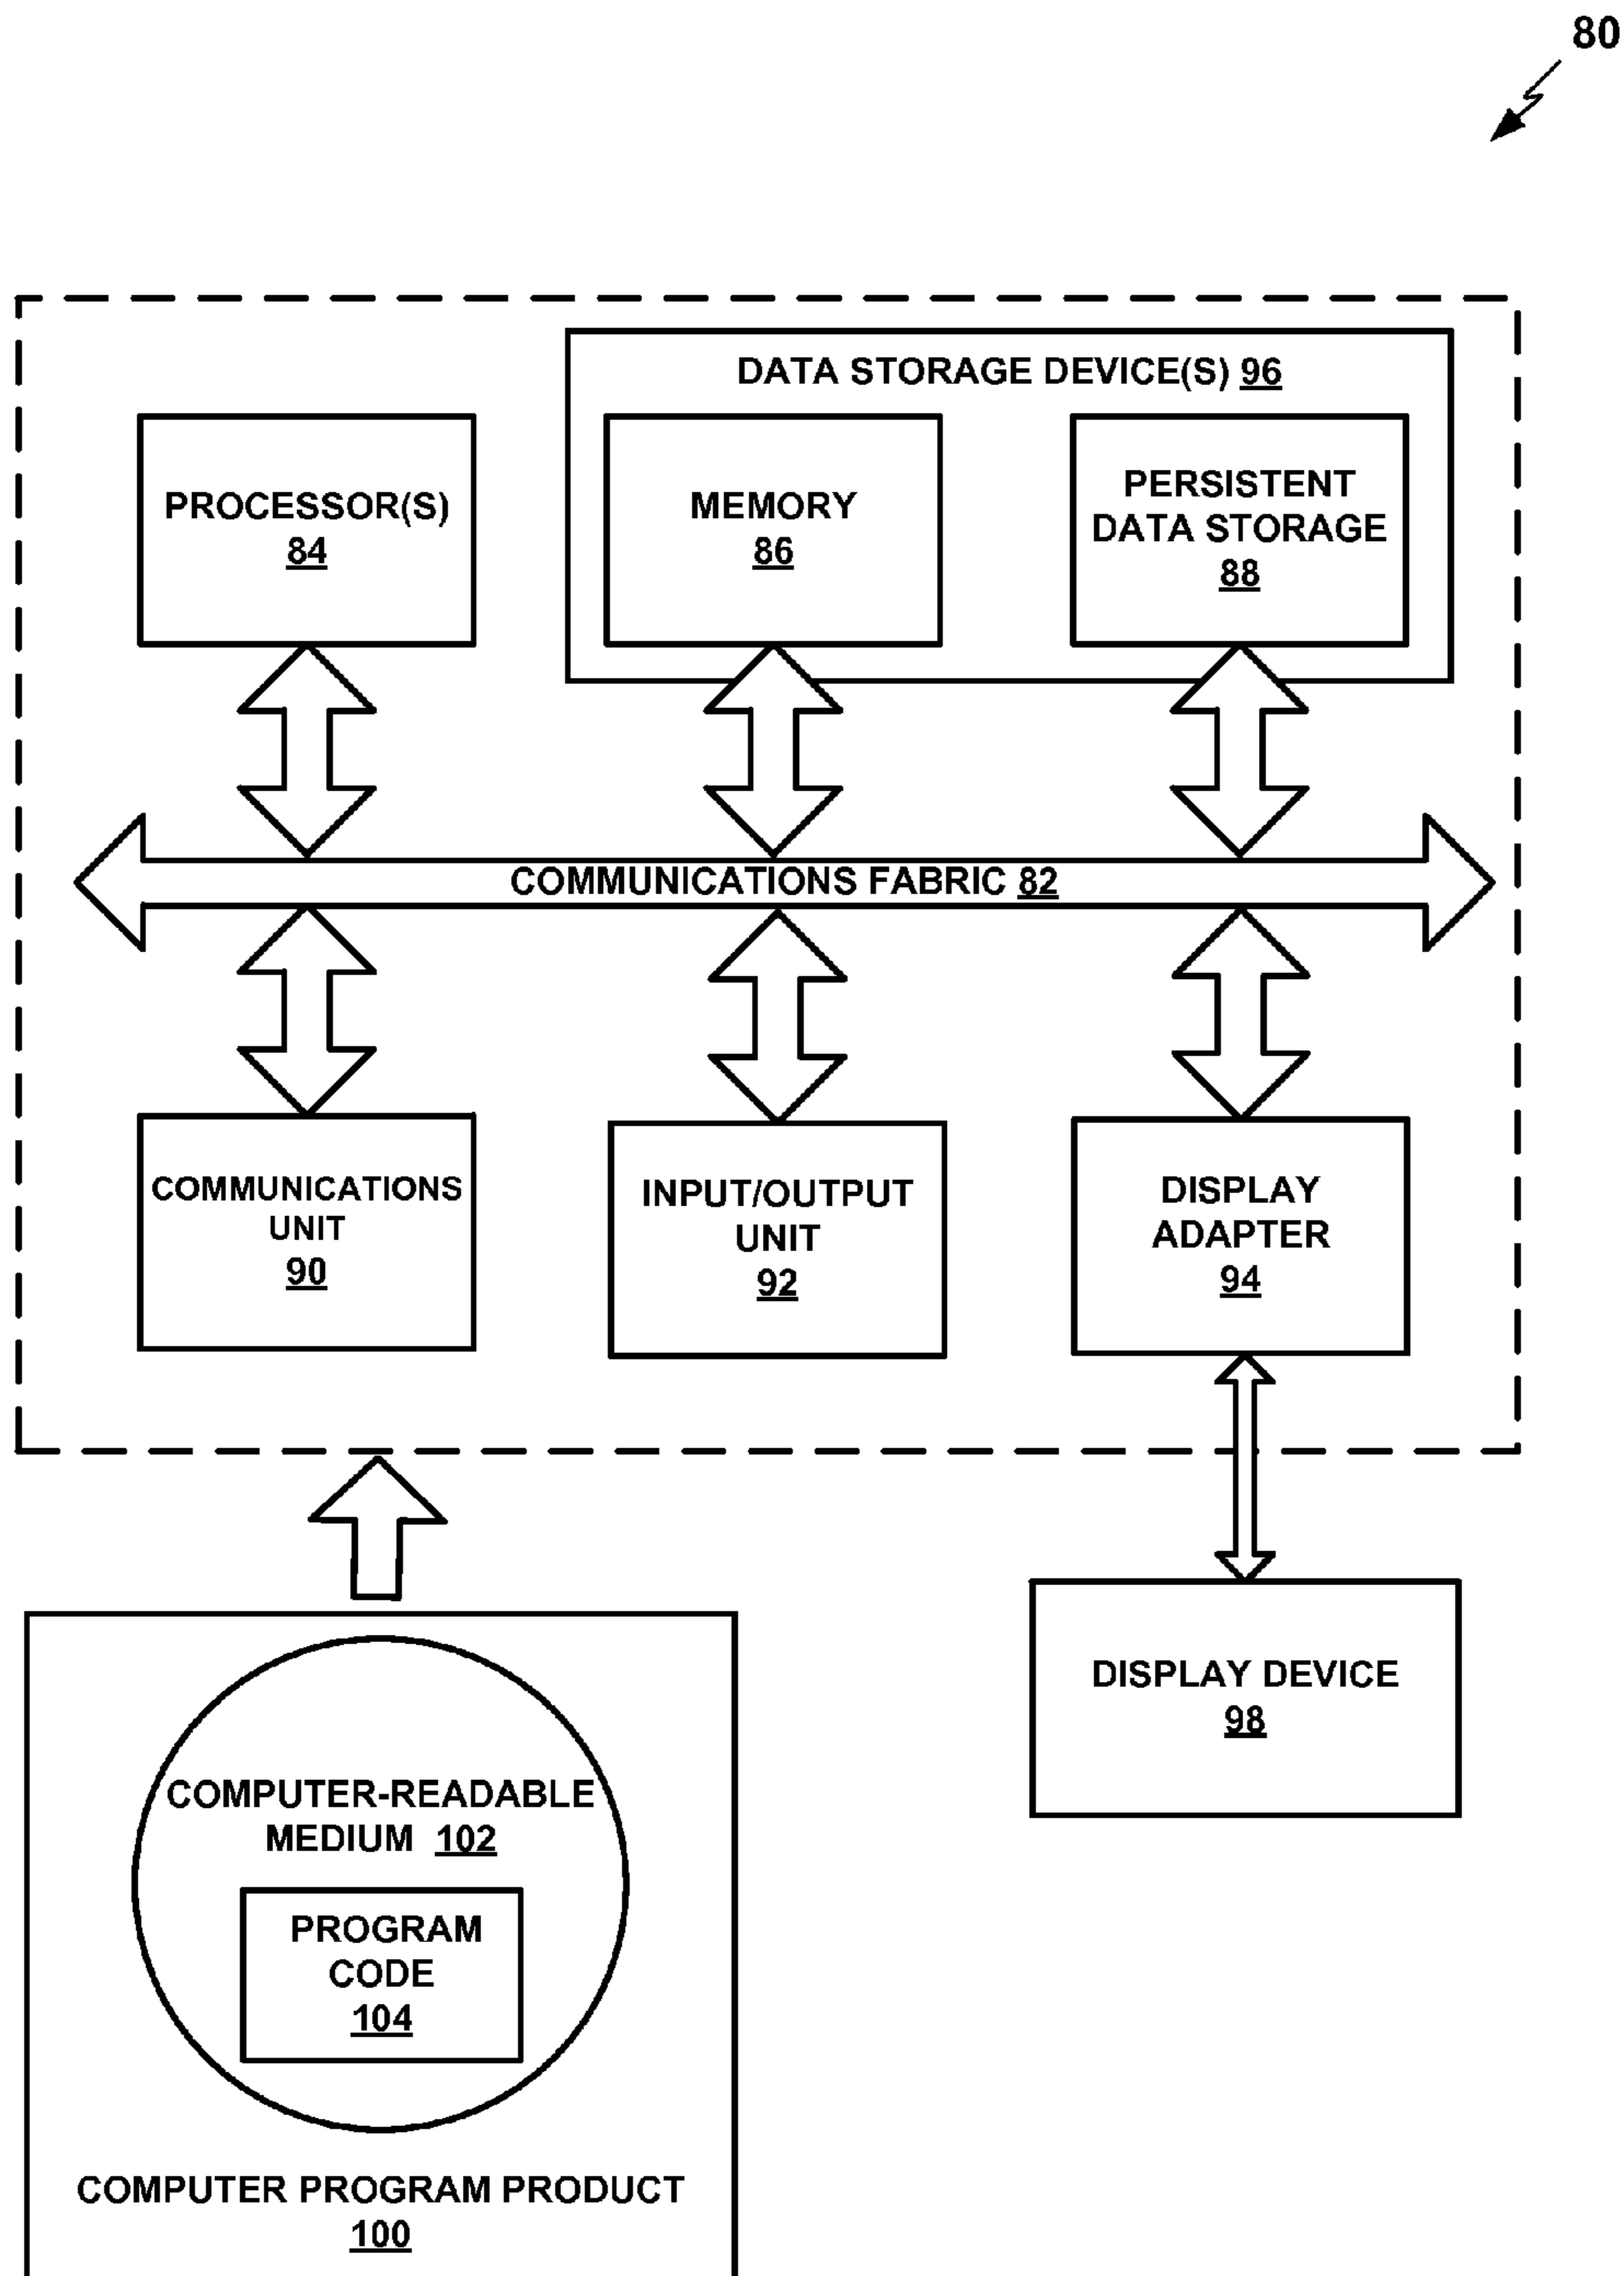 80
DATA STORAGE DEVICE(S) 96
PROCESSOR(S)
84
MEMORY
86
PERSISTENT
DATA STORAGE
88
COMMUNICATIONS FABRIC 82
COMMUNICATIONS
UNIT
90
INPUT/OUTPUT
UNIT
92
DISPLAY
ADAPTER
94
DISPLAY DEVICE
98
COMPUTER-READABLE
MEDIUM 102
PROGRAM
CODE
104
COMPUTER PROGRAM PRODUCT
100